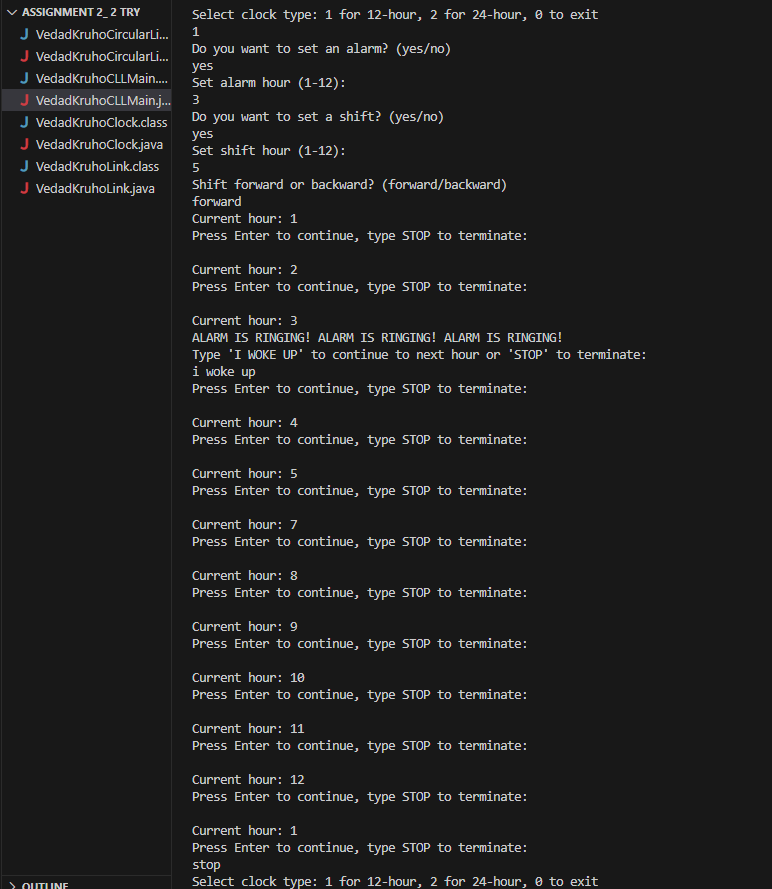 ASSIGNMENT 2_ 2 TRY
VedadKruhoCircularLi...
VedadKruhoCircularLi...
VedadKruhoCLLMain....
VedadKruhoCLLMain.j...
VedadKruhoClock.class
VedadKruhoClock.java
VedadKruhoLink.class
VedadKruhoLink.java
OUTLINE
Select clock type: 1 for 12-hour, 2 for 24-hour, 0 to exit
1
Do you want to set an alarm? (yes/no)
yes
Set alarm hour (1-12):
3
Do you want to set a shift? (yes/no)
yes
Set shift hour (1-12):
5
Shift forward or backward? (forward/backward)
forward
Current hour: 1
Press Enter to continue, type STOP to terminate:
Current hour: 2
Press Enter to continue, type STOP to terminate:
Current hour: 3
ALARM IS RINGING! ALARM IS RINGING! ALARM IS RINGING!
Type 'I WOKE UP' to continue to next hour or 'STOP' to terminate:
i woke up
Press Enter to continue, type STOP to terminate:
Current hour: 4
Press Enter to continue, type STOP to terminate:
Current hour: 5
Press Enter to continue, type STOP to terminate:
Current hour: 7
Press Enter to continue, type STOP to terminate:
Current hour: 8
Press Enter to continue, type STOP to terminate:
Current hour: 9
Press Enter to continue, type STOP to terminate:
Current hour: 10
Press Enter to continue, type STOP to terminate:
Current hour: 11
Press Enter to continue, type STOP to terminate:
Current hour: 12
Press Enter to continue, type STOP to terminate:
Current hour: 1
Press Enter to continue, type STOP to terminate:
stop
Select clock type: 1 for 12-hour, 2 for 24-hour, 0 to exit